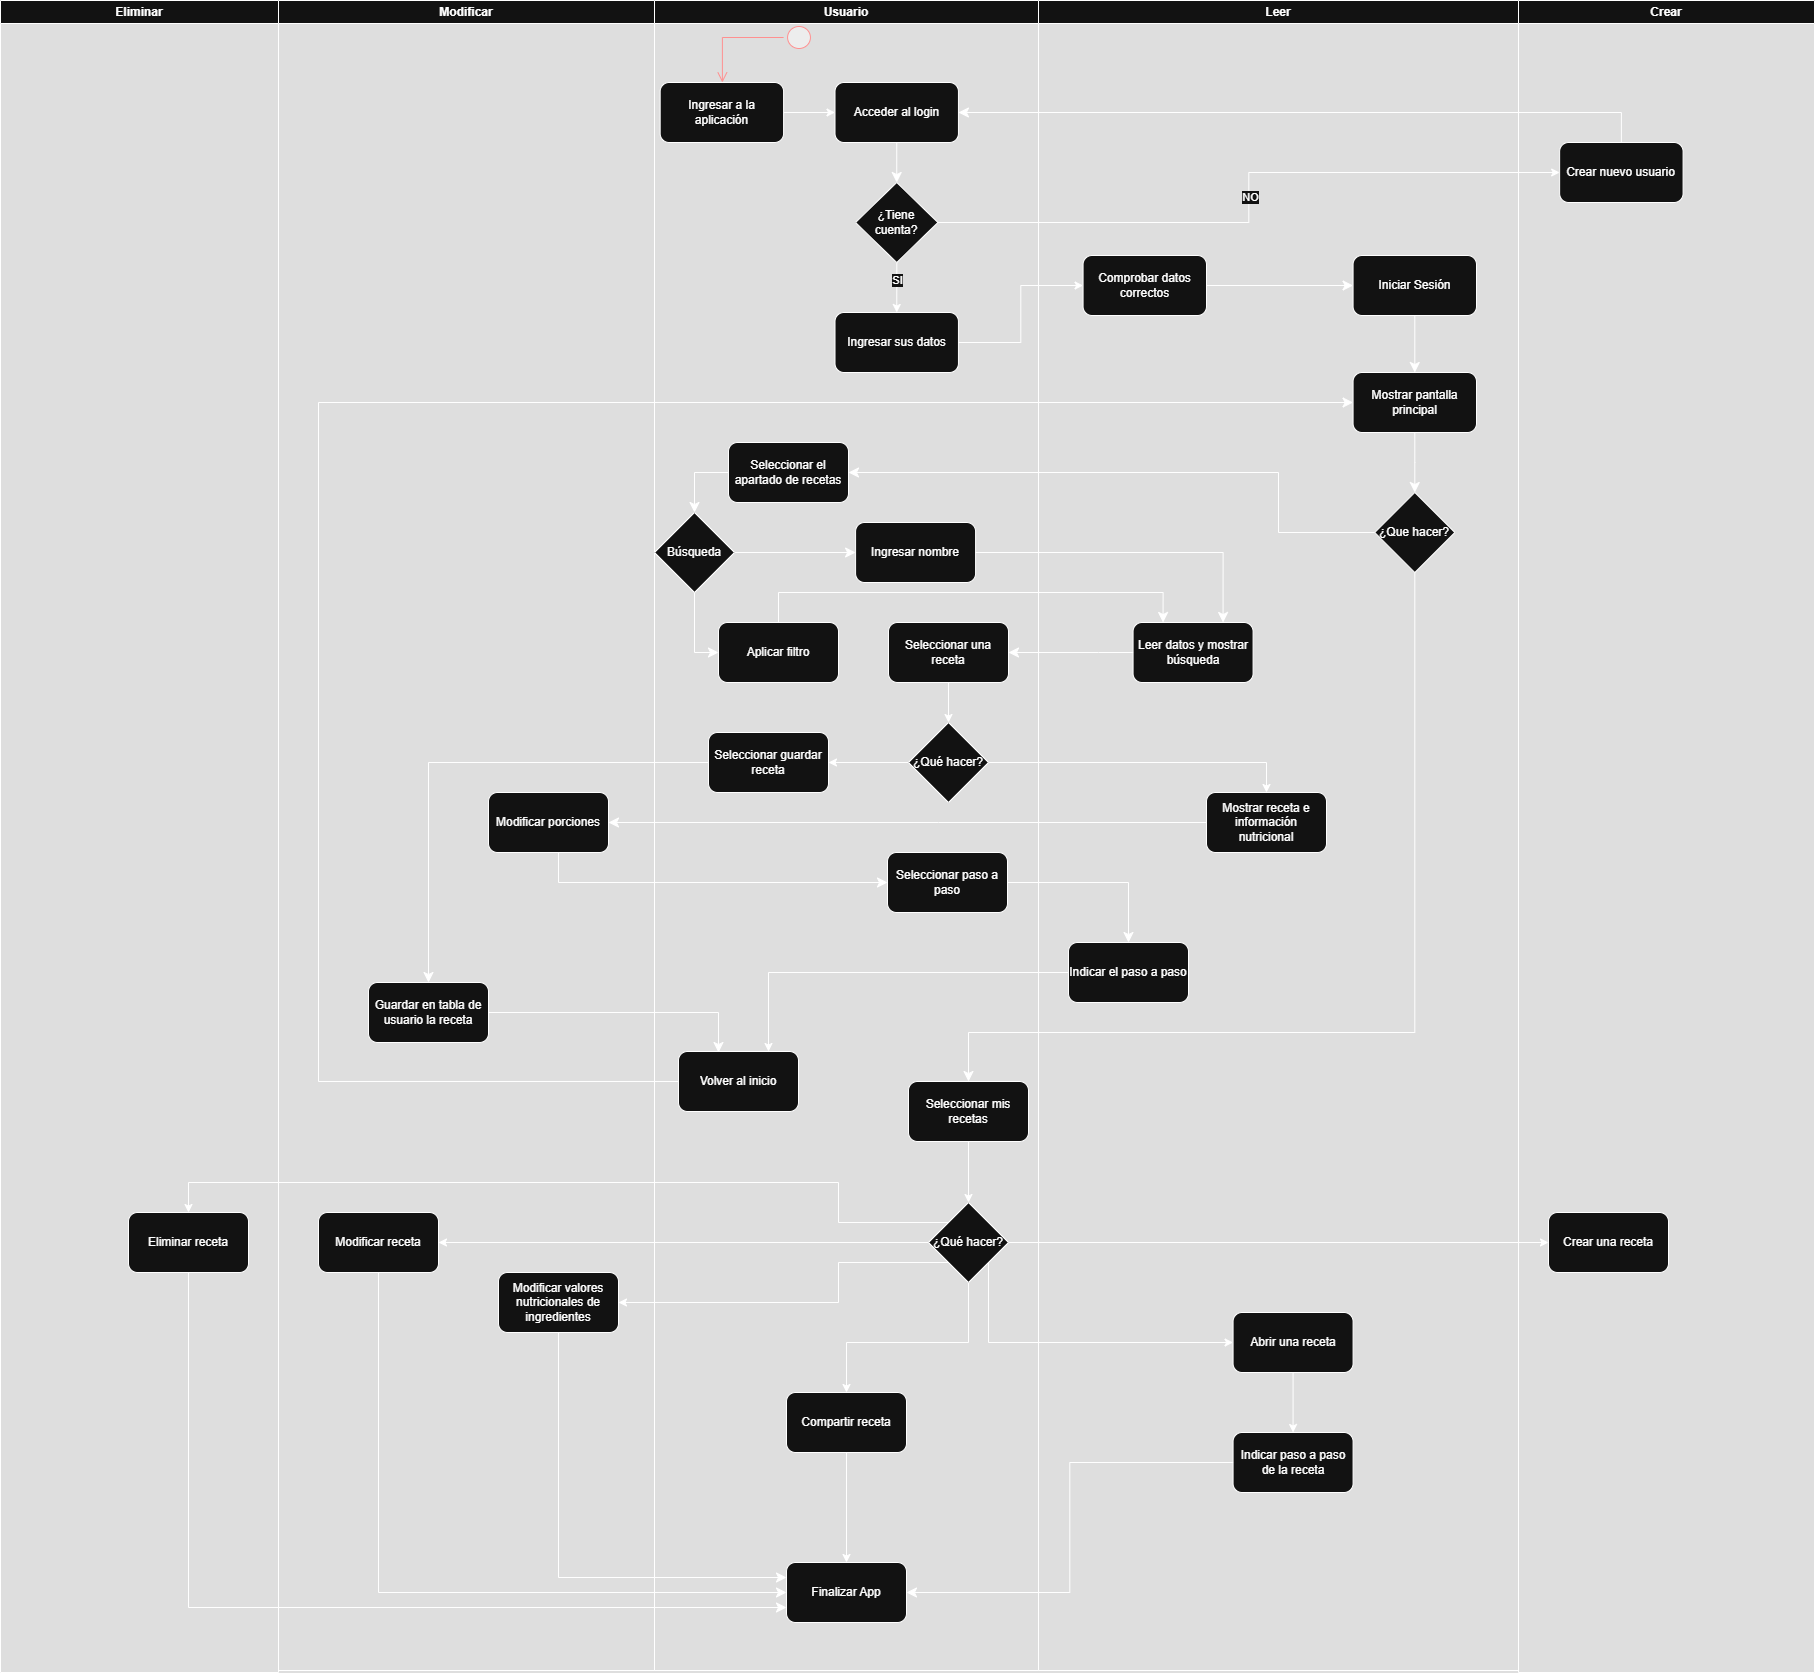 Eliminar
Modificar
Usuario
Leer
Crear
Ingresar a la
aplicación
Acceder al login
Crear nuevo usuario
NO
¿Tiene
cuenta?
SI
Comprobar datos
correctos
Iniciar Sesión
Ingresar sus datos
Mostrar pantalla
principal
Seleccionar el
apartado de recetas
¿Que hacer?
Búsqueda
Ingresar nombre
Aplicar filtro
Seleccionar una
receta
Leer datos y mostrar
búsqueda
Seleccionar guardar
receta
¿Qué hacer?
Modificar porciones
Mostrar receta e
información
nutricional
Seleccionar paso a
paso
Indicar el paso a paso
Guardar en tabla de
usuario la receta
Volver al inicio
Seleccionar mis
recetas
Eliminar receta
Modificar receta
¿Qué hacer?
Crear una receta
Modificar valores
nutricionales de
ingredientes
Abrir una receta
Compartir receta
Indicar paso a paso
de la receta
Finalizar App